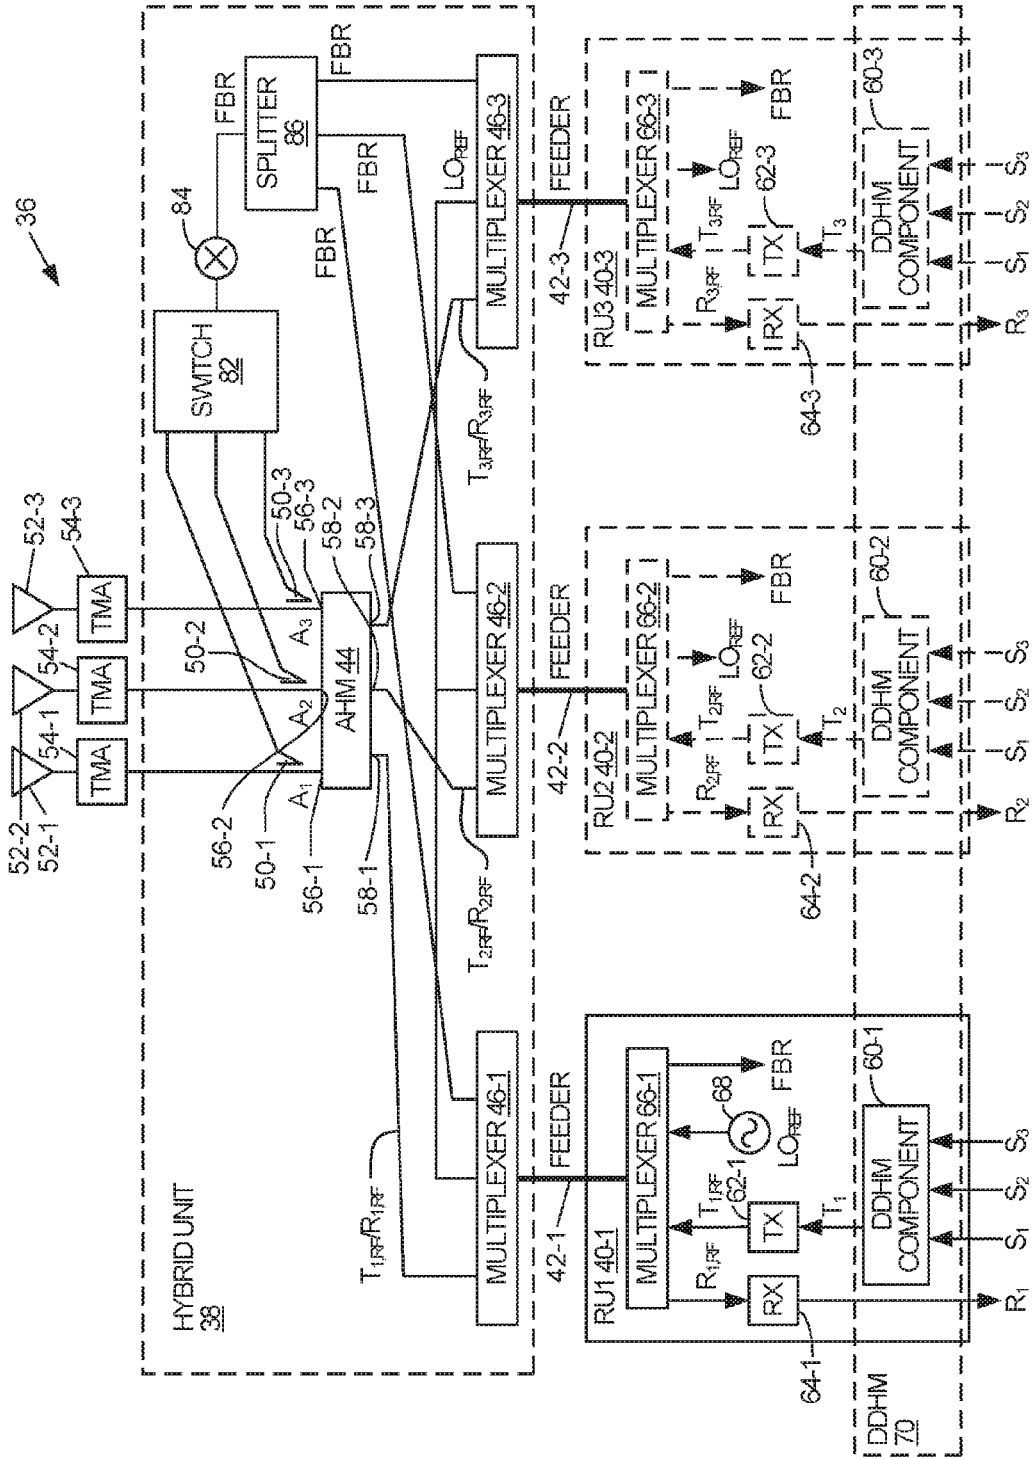 36
52-3
54-3
52-2
52-1
54-2
54-1
TMA
TMA
TMA
HYBRID UNIT
38
SWITCH
82
84
FBR
SPLITTER
86
FBR
FBR
FBR
50-3
56-3
58-2
58-3
50-2
56-2
50-1
56-1
58-1
A1
A2
A3
AHM 44
LOREF
T1,RF/R1,RF
T2,RF/R2,RF
T3,RF/R3,RF
MULTIPLEXER 46-1
MULTIPLEXER 46-2
MULTIPLEXER 46-3
42-1
FEEDER
42-2
FEEDER
42-3
FEEDER
RU1 40-1
MULTIPLEXER 66-1
R1,RF
T1,RF
62-1
68
LOREF
FBR
RX
TX
64-1
T1
60-1
DDHM
COMPONENT
R1
S1
S2
S3
RU2 40-2
MULTIPLEXER 66-2
R2,RF
T2,RF
LOREF
62-2
FBR
RX
TX
64-2
T2
60-2
DDHM
COMPONENT
R2
S1
S2
S3
RU3 40-3
MULTIPLEXER 66-3
R3,RF
T3,RF
LOREF
62-3
FBR
RX
TX
64-3
T3
60-3
DDHM
COMPONENT
R3
S1
S2
S3
DDHM
70